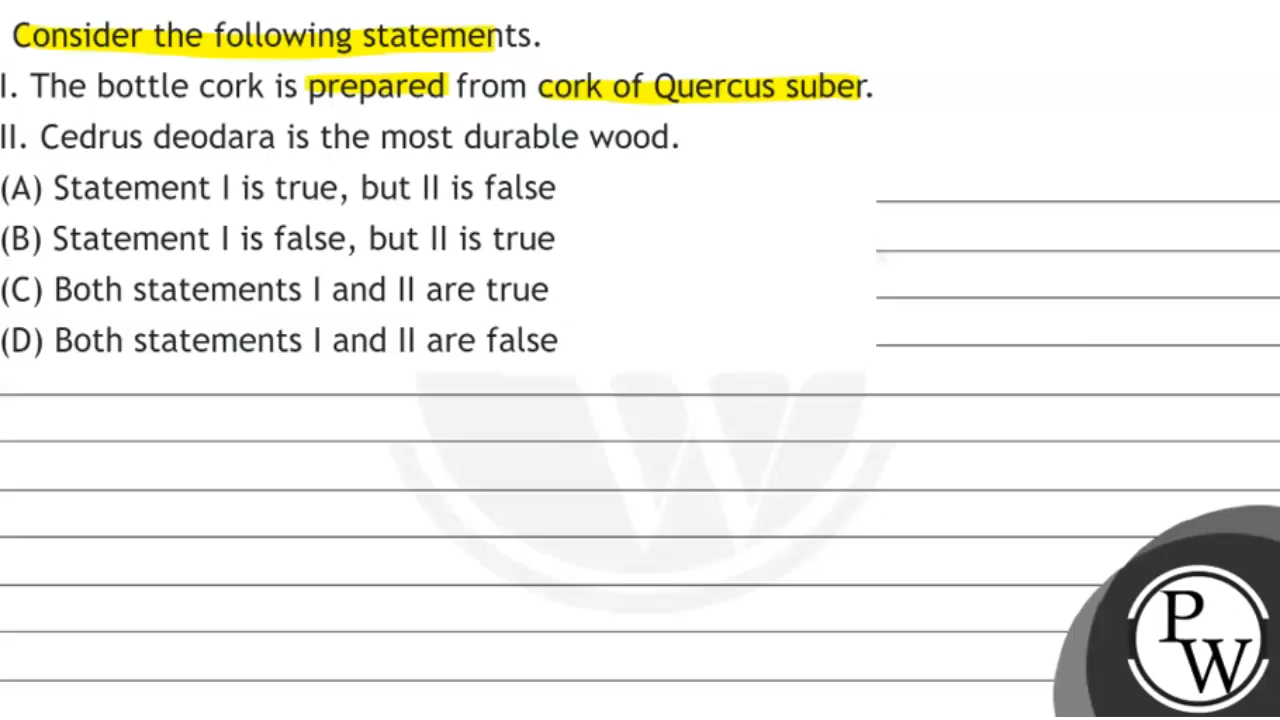 Consider the following statements.
I. The bottle cork is prepared from cork of Quercus suber.
II. Cedrus deodara is the most durable wood.
(A) Statement I is true, but II is false
(B) Statement I is false, but II is true
(C) Both statements I and II are true
(D) Both statements I and II are false
W
P
W